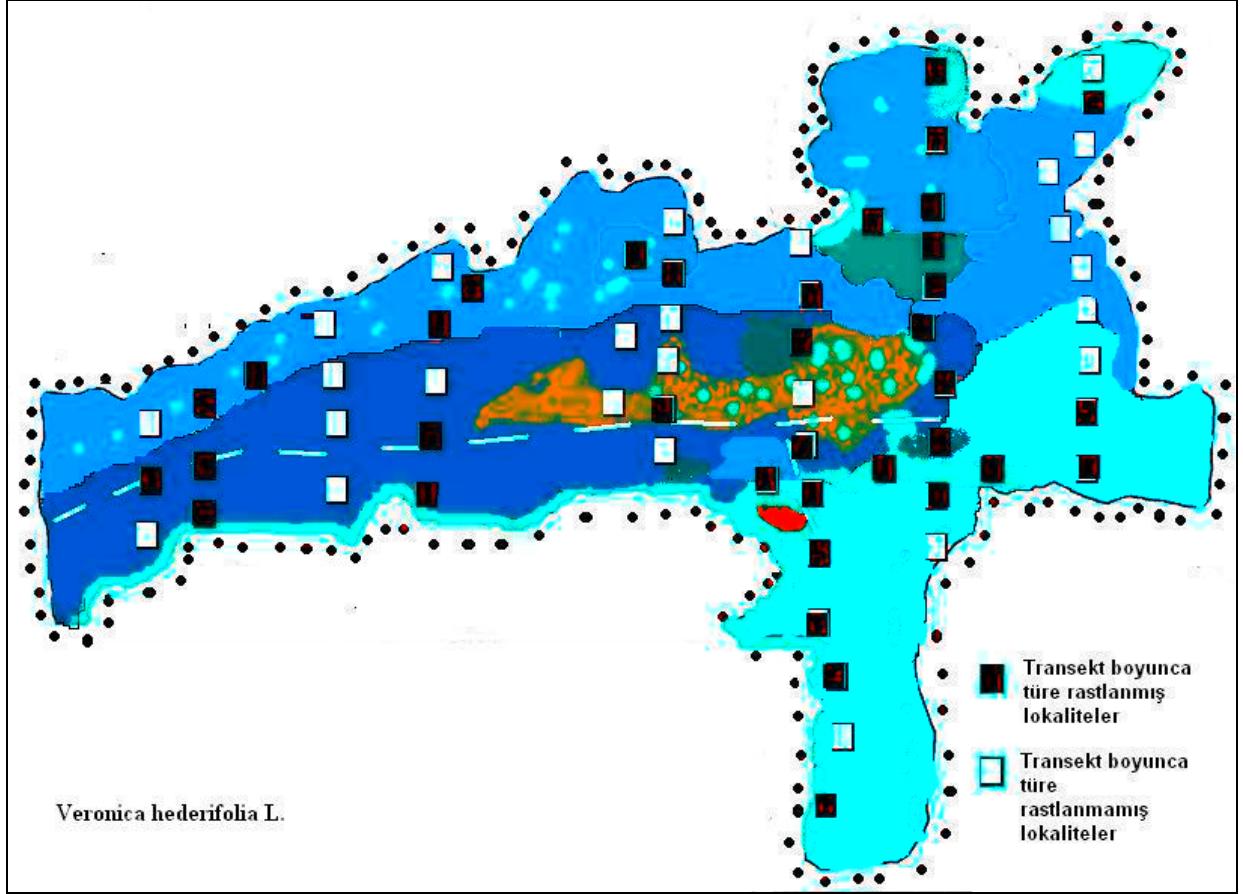 Transekt boyunca
türe rastlanmış
lokaliteler
Transekt boyunca
türe
rastlanmamış
lokaliteler
Veronica hederifolia L.